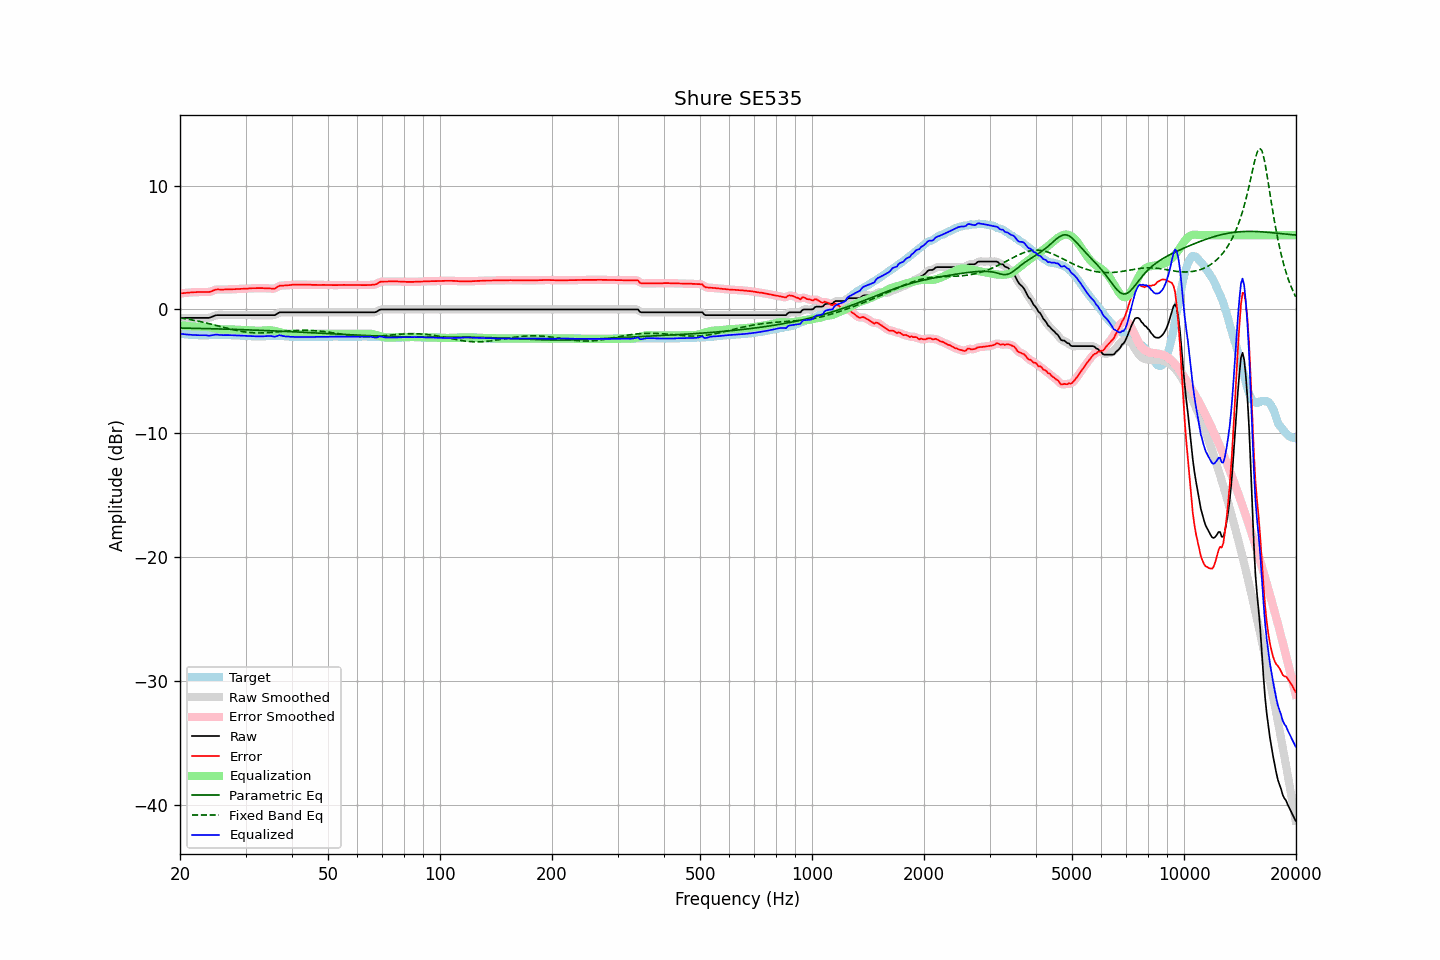 Shure SE535
Amplitude (dBr)
10
0
−10
−20
−30
−40
Target
Raw Smoothed
Error Smoothed
Raw
Error
Equalization
Parametric Eq
Fixed Band Eq
Equalized
20 50 100 200 500 1000 2000 5000 10000 20000
Frequency (Hz)